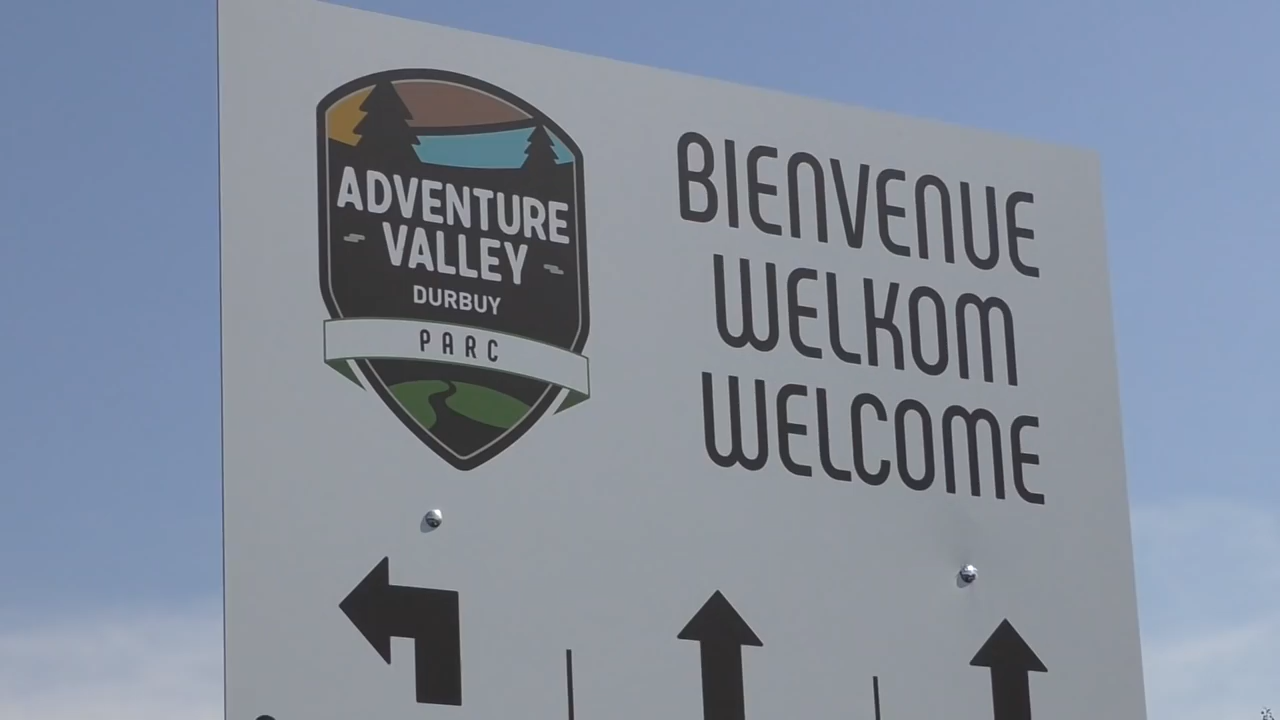 ADVENTURE
VALLEY
DURBUY
PARC
BIENVENUE
WELKOM
WELCOME